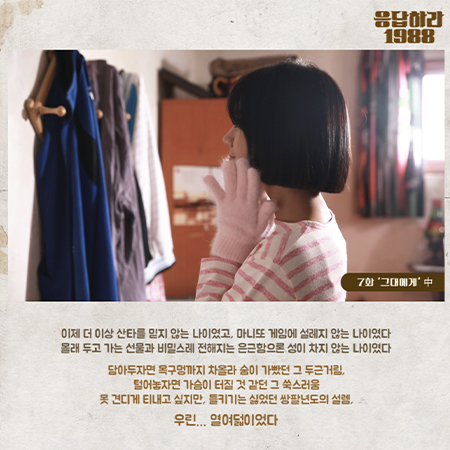 응답하라
1988
7화 '그대에게' 中
이제 더 이상 산타를 믿지 않는 나이였고, 마니또 게임에 설레지 않는 나이였다
몰래 두고 가는 선물과 비밀스레 전해지는 은근함으론 성이 차지 않는 나이였다
담아두자면 목구멍까지 차올라 숨이 가빴던 그 두근거림,
털어놓자면 가슴이 터질 것 같던 그 쑥스러움
못 견디게 티내고 싶지만, 들키기는 싫었던 쌍팔년도의 설렘,
우린... 열여덟이었다